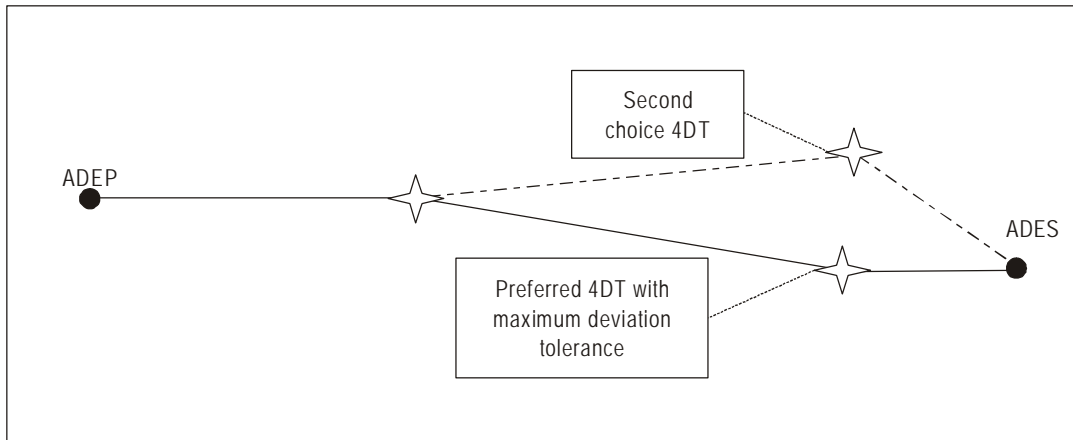 Second
choice 4DT
ADEP
ADES
Preferred 4DT with
maximum deviation
tolerance